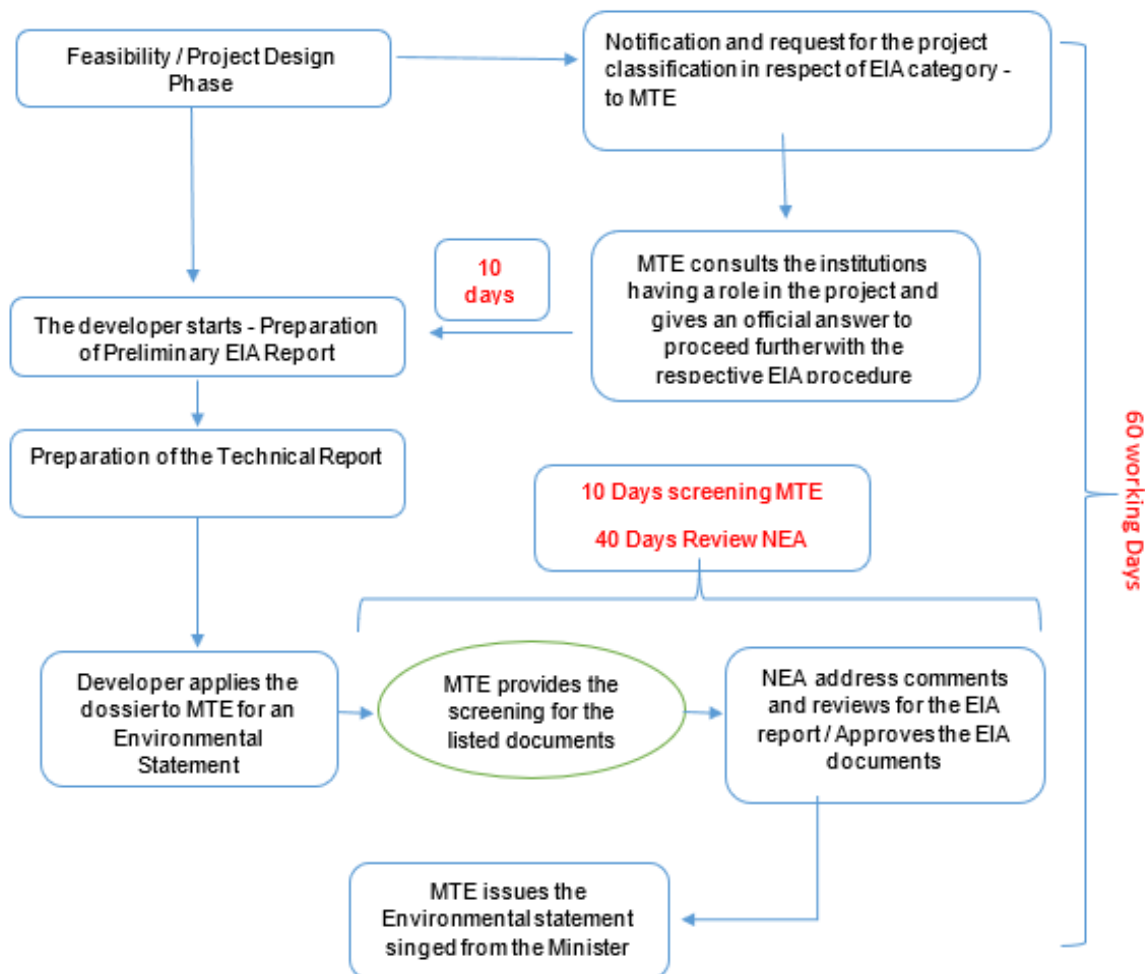 Feasibility / Project Design
Phase
Notification and request for the project
classification in respect of EIA category -
to MTE
10
days
MTE consults the institutions
having a role in the project and
gives an official answer to
proceed further with the
respective EIA procedure
The developer starts - Preparation
of Preliminary EIA Report
Preparation of the Technical Report
10 Days screening MTE
40 Days Review NEA
60 working Days
Developer applies the
dossier to MTE for an
Environmental
Statement
MTE provides the
screening for the
listed documents
NEA address comments
and reviews for the EIA
report / Approves the EIA
documents
MTE issues the
Environmental statement
singed from the Minister